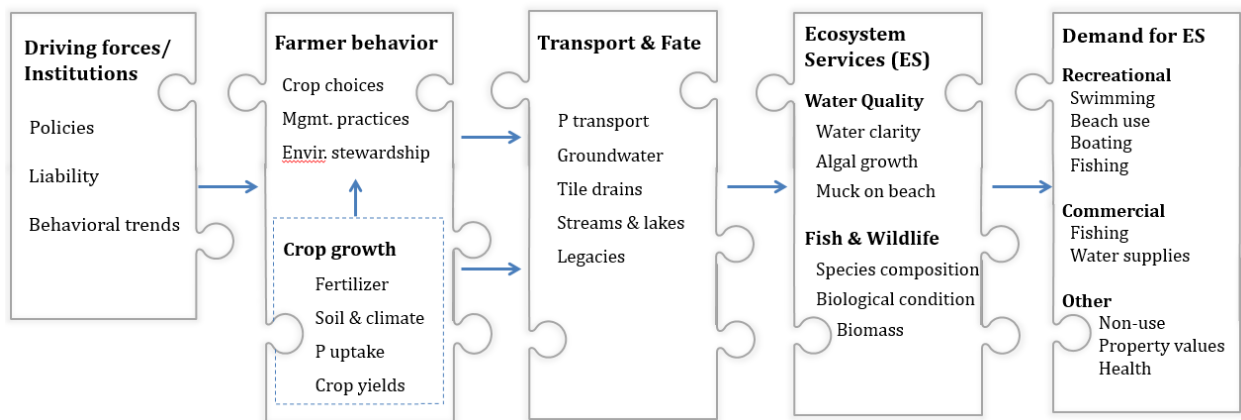 Driving forces/
Institutions
Policies
Liability
Behavioral trends
Farmer behavior
Crop choices
Mgmt. practices
Envir. stewardship
Crop growth
Fertilizer
Soil & climate
P uptake
Crop yields
Transport & Fate
P transport
Groundwater
Tile drains
Streams & lakes
Legacies
Ecosystem
Services (ES)
Water Quality
Water clarity
Algal growth
Muck on beach
Fish & Wildlife
Species composition
Biological condition
Biomass
Demand for ES
Recreational
Swimming
Beach use
Boating
Fishing
Commercial
Fishing
Water supplies
Other
Non-use
Property values
Health